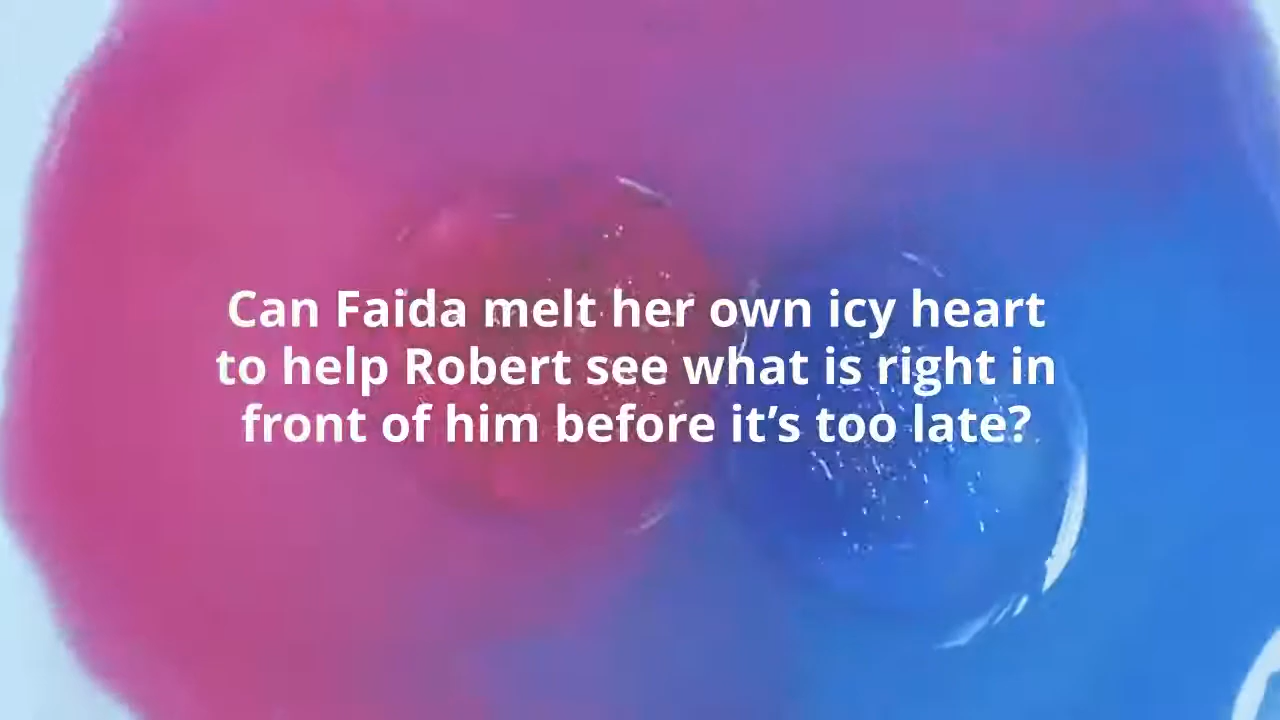 Can Faida melt her own icy heart
to help Robert see what is right in
front of him before it’s too late?